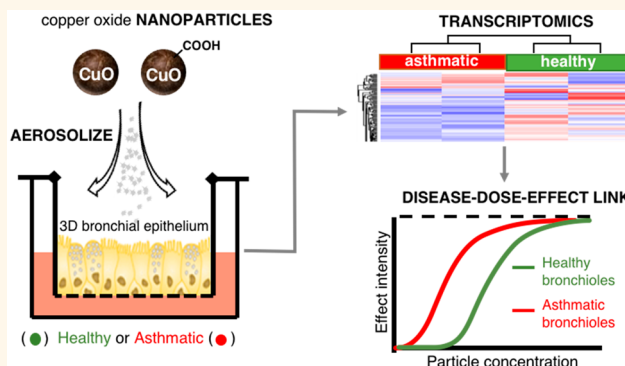 copper oxide NANOPARTICLES
CuO
CuO
COOH
AEROSOLIZE
3D bronchial epithelium
( ) Healthy or Asthmatic ( )
TRANSCRIPTOMICS
asthmatic
healthy
DISEASE-DOSE-EFFECT LINK
Effect intensity
Healthy
bronchioles
Asthmatic
bronchioles
Particle concentration